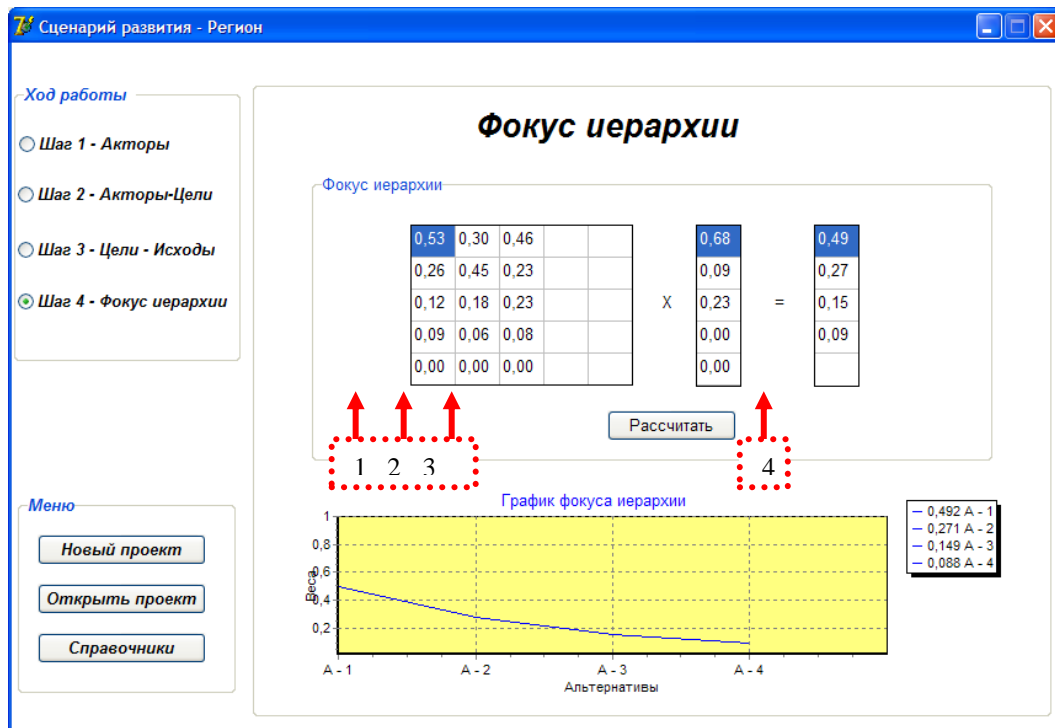 Сценарий развития - Регион
Ход работы
Шаг 1 - Акторы
Шаг 2 - Акторы-Цели
Шаг 3 - Цели - Исходы
Шаг 4 - Фокус иерархии
Фокус иерархии
Фокус иерархии
0,53 0,30 0,46 0,68 0,49
0,26 0,45 0,23 0,09 0,27
0,12 0,18 0,23 X 0,23 = 0,15
0,09 0,06 0,08 0,00 0,09
0,00 0,00 0,00 0,00
Рассчитать
1 2 3 4
Меню
Новый проект
Открыть проект
Справочники
График фокуса иерархии
1
0,8
0,6
0,4
0,2
Веса
A - 1 A - 2 A - 3 A - 4
Альтернативы
0,492 A - 1
0,271 A - 2
0,149 A - 3
0,088 A - 4